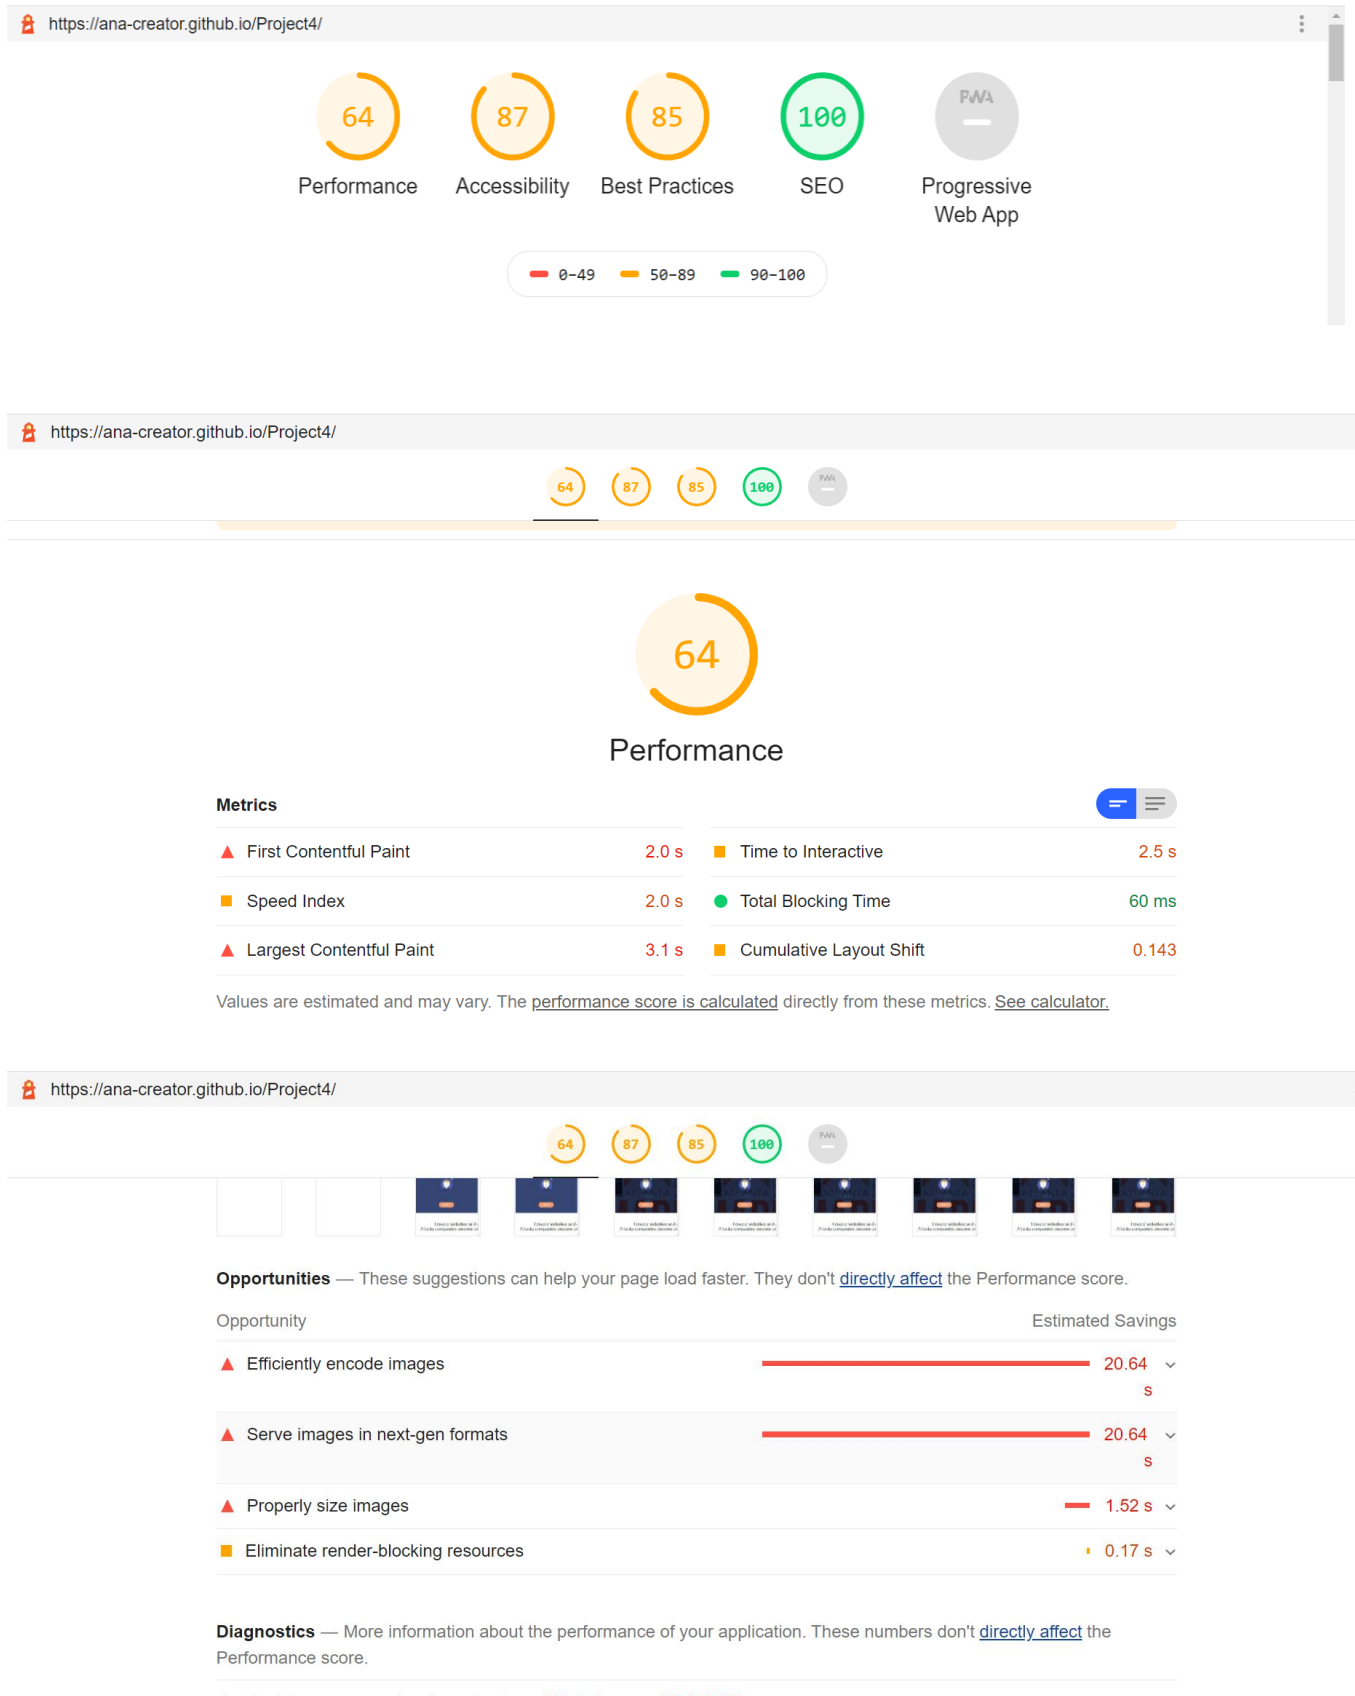 https://ana-creator.github.io/Project4/
64 87 85 100 PWA
Performance Accessibility Best Practices SEO Progressive
Web App
0–49 50–89 90–100
https://ana-creator.github.io/Project4/
64 87 85 100 PWA
64
Performance
Metrics
First Contentful Paint 2.0 s Time to Interactive 2.5 s
Speed Index 2.0 s Total Blocking Time 60 ms
Largest Contentful Paint 3.1 s Cumulative Layout Shift 0.143
Values are estimated and may vary. The performance score is calculated directly from these metrics. See calculator.
https://ana-creator.github.io/Project4/
64 87 85 100 PWA
Opportunities — These suggestions can help your page load faster. They don't directly affect the Performance score.
Opportunity Estimated Savings
Efficiently encode images 20.64
s
Serve images in next-gen formats 20.64
s
Properly size images 1.52 s
Eliminate render-blocking resources 0.17 s
Diagnostics — More information about the performance of your application. These numbers don't directly affect the
Performance score.